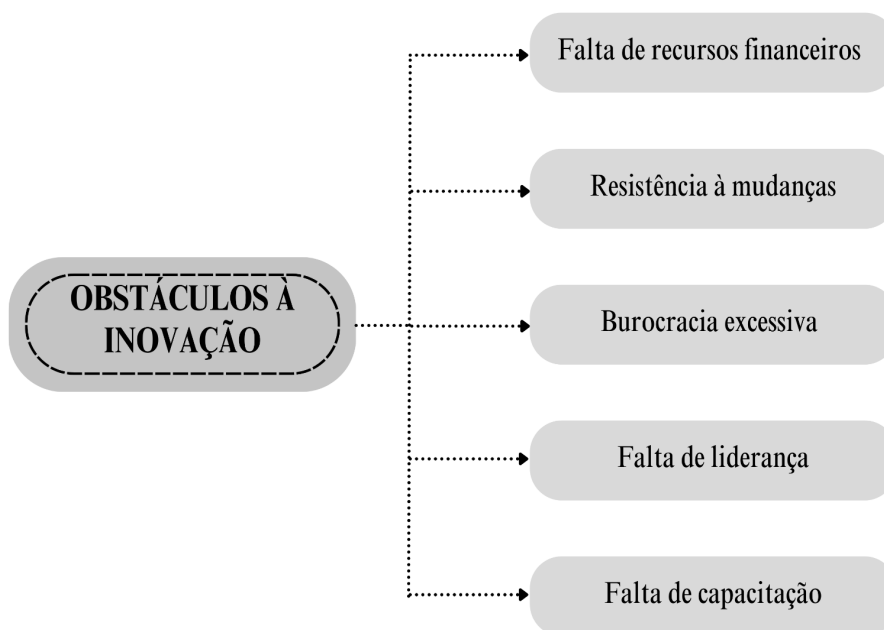 OBSTÁCULOS À
INOVAÇÃO
Falta de recursos financeiros
Resistência à mudanças
Burocracia excessiva
Falta de liderança
Falta de capacitação